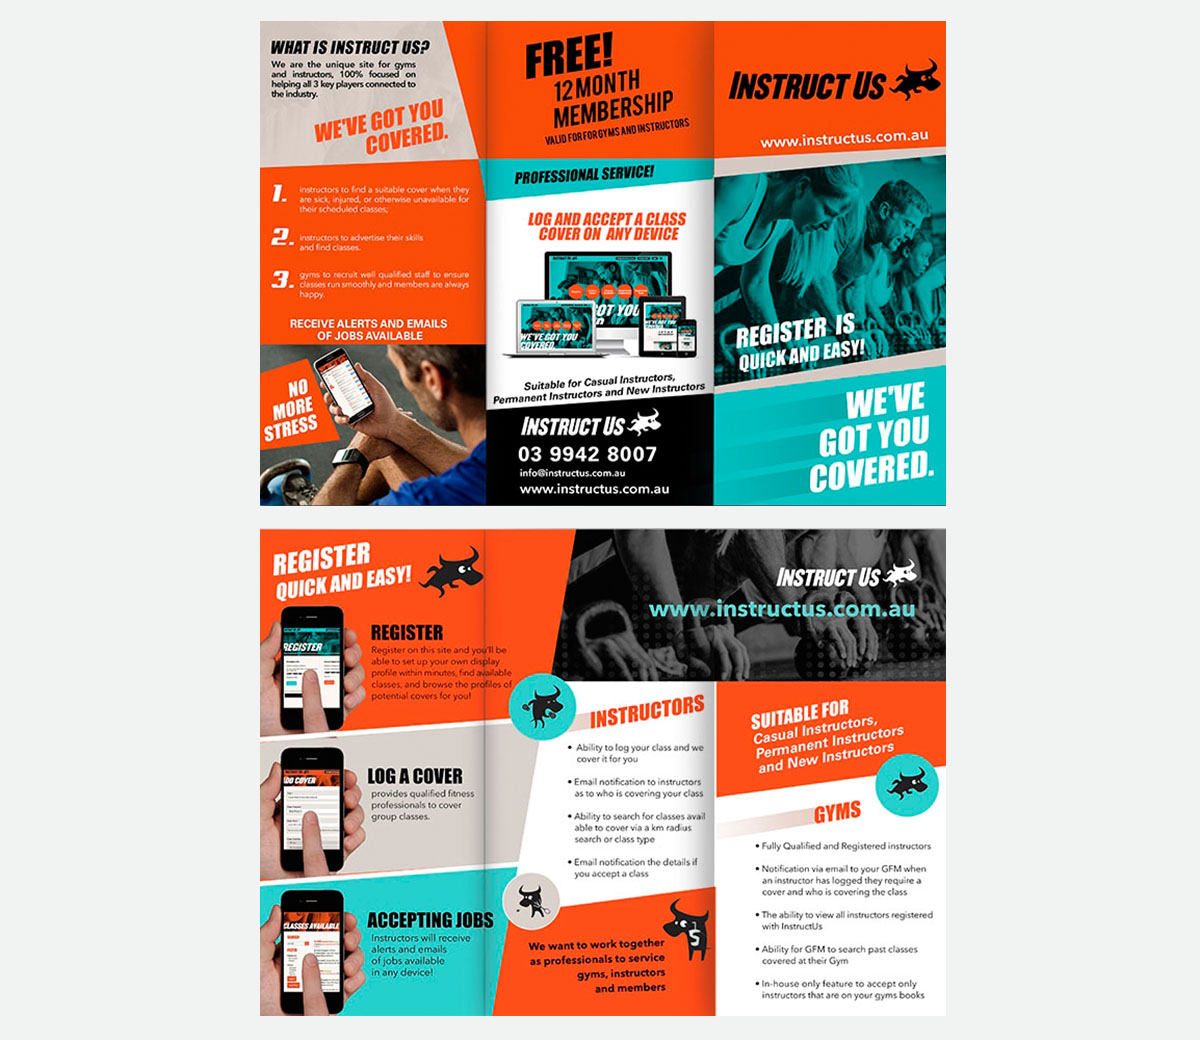 WHAT IS INSTRUCT US?
We are the unique site for gyms
and instructors, 100% focused on
helping all 3 key players connected to
the industry.
WE'VE GOT YOU
COVERED.
1. instructors to find a suitable cover when they
are sick, injured, or otherwise unavailable for
their scheduled classes;
2. instructors to advertise their skills
and find classes.
3. gyms to recruit well qualified staff to ensure
classes run smoothly and members are always
happy.
RECEIVE ALERTS AND EMAILS
OF JOBS AVAILABLE
NO
MORE
STRESS
FREE!
12 MONTH
MEMBERSHIP
VALID FOR FOR GYMS AND INSTRUCTORS
PROFESSIONAL SERVICE!
LOG AND ACCEPT A CLASS
COVER ON ANY DEVICE
GOT YOU
WE'VE GOT YOU
COVERED.
Suitable for Casual Instructors,
Permanent Instructors and New Instructors
INSTRUCT US
03 9942 8007
info@instructus.com.au
www.instructus.com.au
INSTRUCT US
www.instructus.com.au
REGISTER IS
QUICK AND EASY!
WE'VE
GOT YOU
COVERED.
REGISTER
QUICK AND EASY!
REGISTER
REGISTER
Register on this site and you'll be
able to set up your own display
profile within minutes, find available
classes, and browse the profiles of
potential covers for you!
ADD COVER
LOG A COVER
provides qualified fitness
professionals to cover
group classes.
CLASSES AVAILABLE
ACCEPTING JOBS
Instructors will receive
alerts and emails
of jobs available
in any device!
INSTRUCT US
www.instructus.com.au
INSTRUCTORS
• Ability to log your class and we
cover it for you
• Email notification to instructors
as to who is covering your class
• Ability to search for classes avail
able to cover via a km radius
search or class type
• Email notification the details if
you accept a class
We want to work together
as professionals to service
gyms, instructors
and members
SUITABLE FOR
Casual Instructors,
Permanent Instructors
and New Instructors
GYMS
• Fully Qualified and Registered instructors
• Notification via email to your GFM when
an instructor has logged they require a
cover and who is covering the class
• The ability to view all instructors registered
with InstructUs
• Ability for GFM to search past classes
covered at their Gym
• In-house only feature to accept only
instructors that are on your gyms books